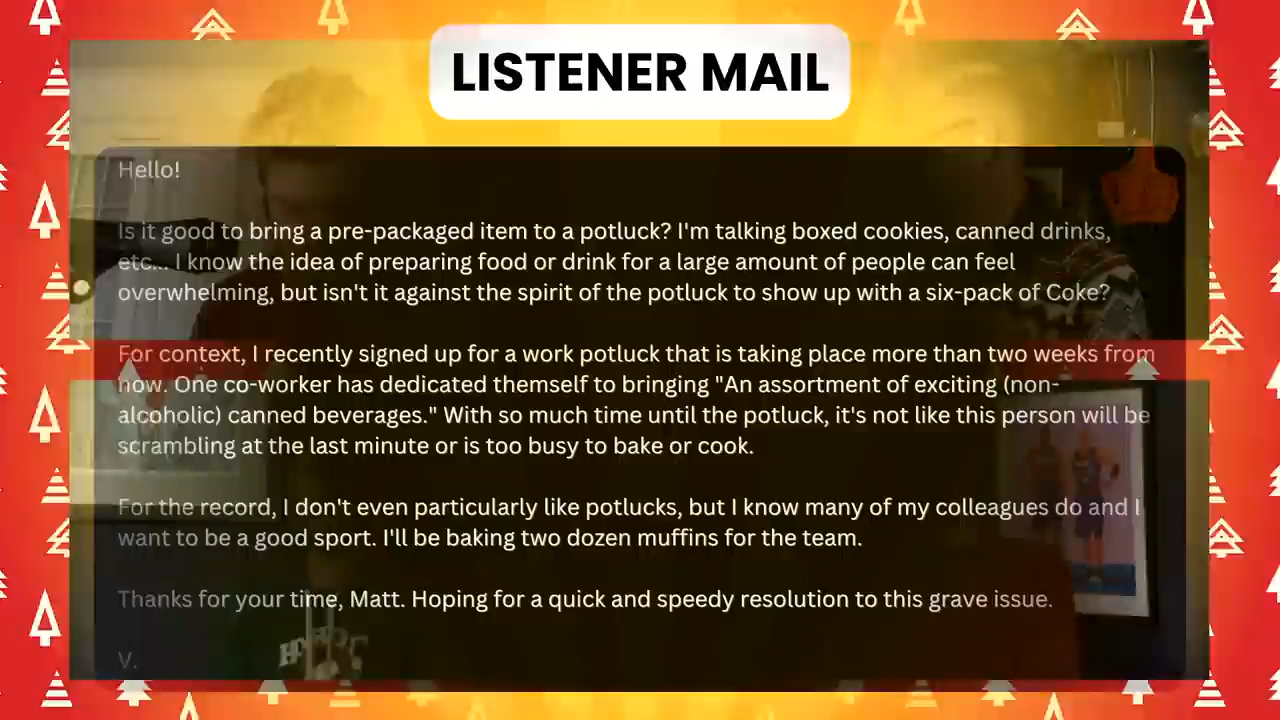 LISTENER MAIL
Hello!
Is it good to bring a pre-packaged item to a potluck? I'm talking boxed cookies, canned drinks,
etc... I know the idea of preparing food or drink for a large amount of people can feel
overwhelming, but isn't it against the spirit of the potluck to show up with a six-pack of Coke?
For context, I recently signed up for a work potluck that is taking place more than two weeks from
now. One co-worker has dedicated themself to bringing "An assortment of exciting (non-
alcoholic) canned beverages." With so much time until the potluck, it's not like this person will be
scrambling at the last minute or is too busy to bake or cook.
For the record, I don't even particularly like potlucks, but I know many of my colleagues do and I
want to be a good sport. I'll be baking two dozen muffins for the team.
Thanks for your time, Matt. Hoping for a quick and speedy resolution to this grave issue.
V.